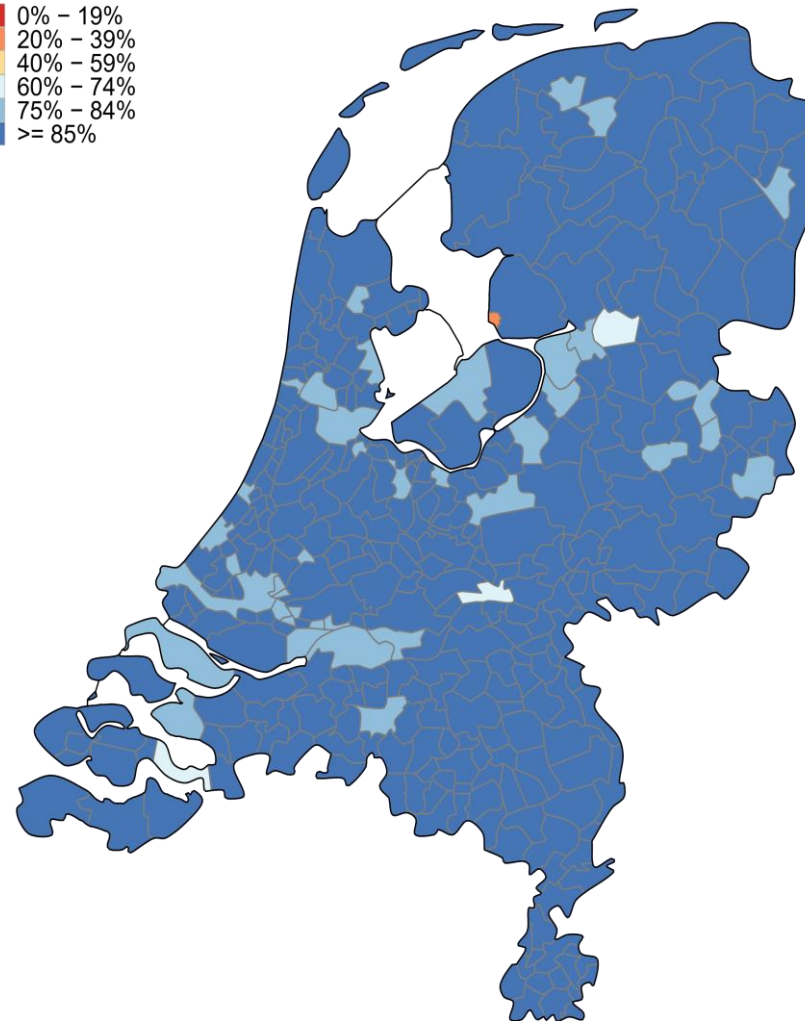 0% – 19%
20% – 39%
40% – 59%
60% – 74%
75% – 84%
>= 85%